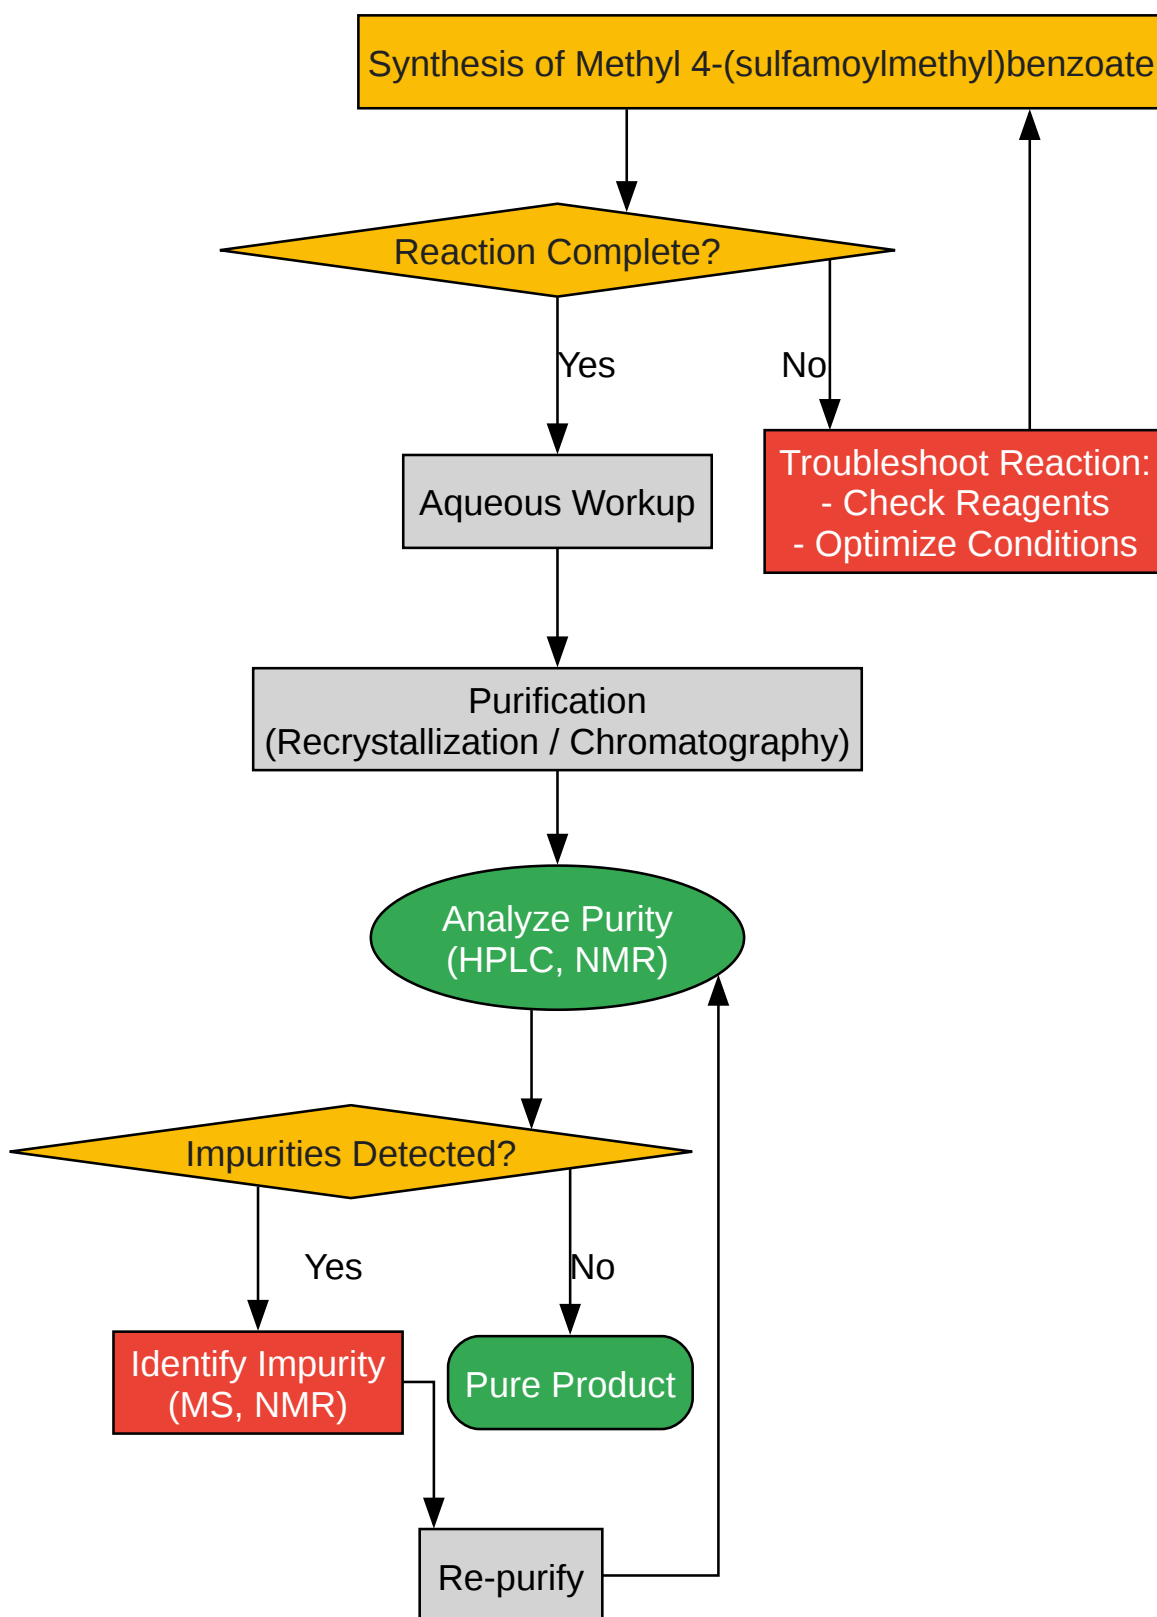 Synthesis of Methyl 4-(sulfamoylmethyl)benzoate
Reaction Complete?
Yes
No
Troubleshoot Reaction:
- Check Reagents
- Optimize Conditions
Aqueous Workup
Purification
(Recrystallization / Chromatography)
Analyze Purity
(HPLC, NMR)
Impurities Detected?
Yes
No
Identify Impurity
(MS, NMR)
Pure Product
Re-purify